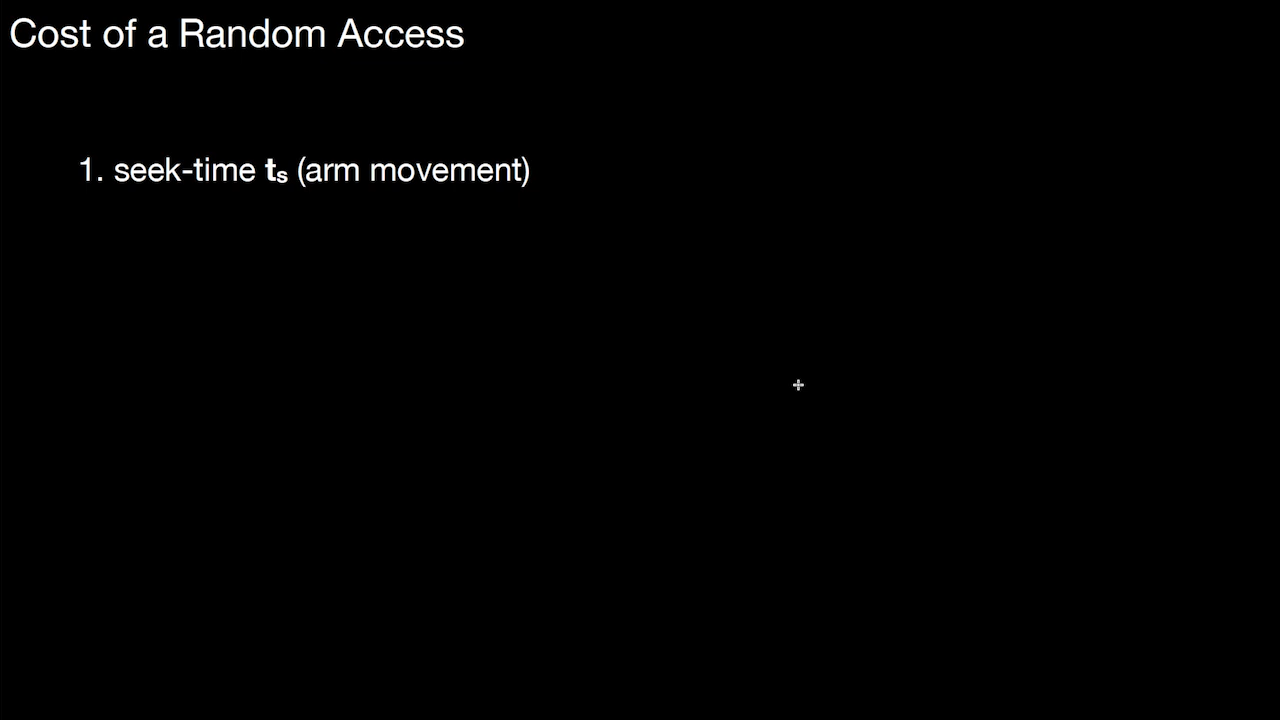 Cost of a Random Access
1. seek-time tₛ (arm movement)